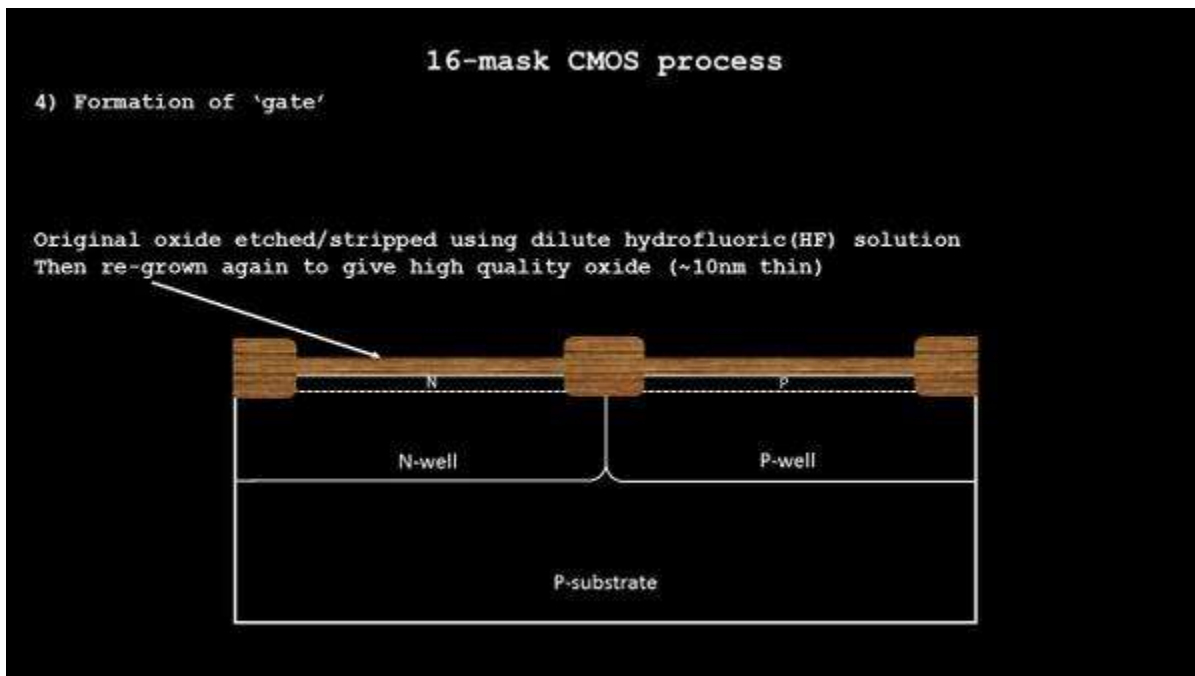 16-mask CMOS process
4) Formation of ‘gate’
Original oxide etched/stripped using dilute hydrofluoric(HF) solution
Then re-grown again to give high quality oxide (~10nm thin)
N
P
N-well
P-well
P-substrate